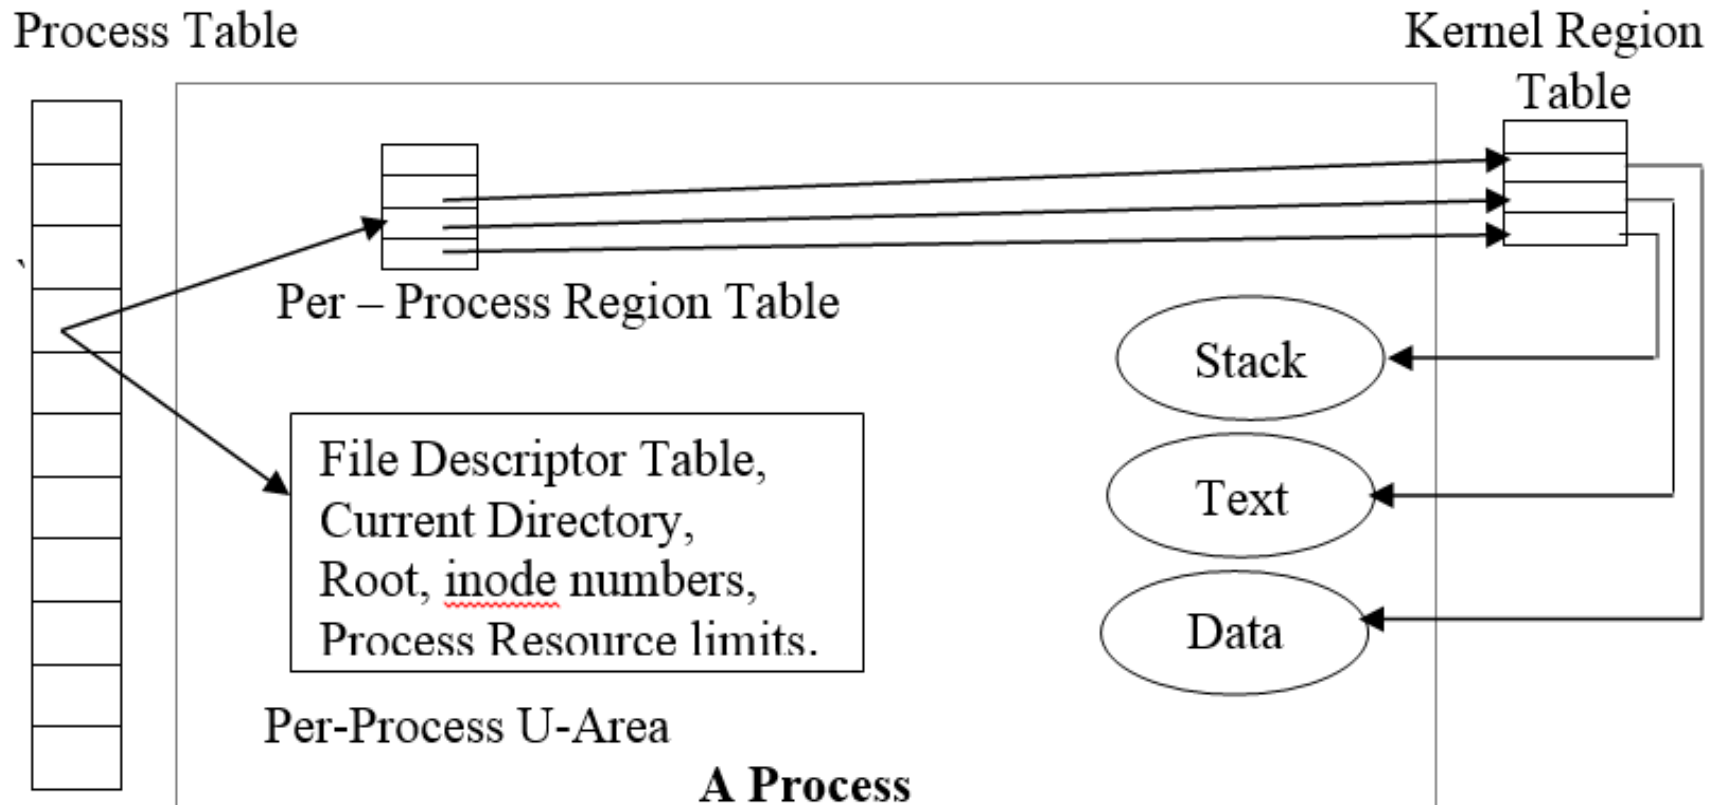 Process Table
Kernel Region
Table
`
Per – Process Region Table
Stack
File Descriptor Table,
Current Directory,
Root, inode numbers,
Process Resource limits.
Text
Data
Per-Process U-Area
A Process